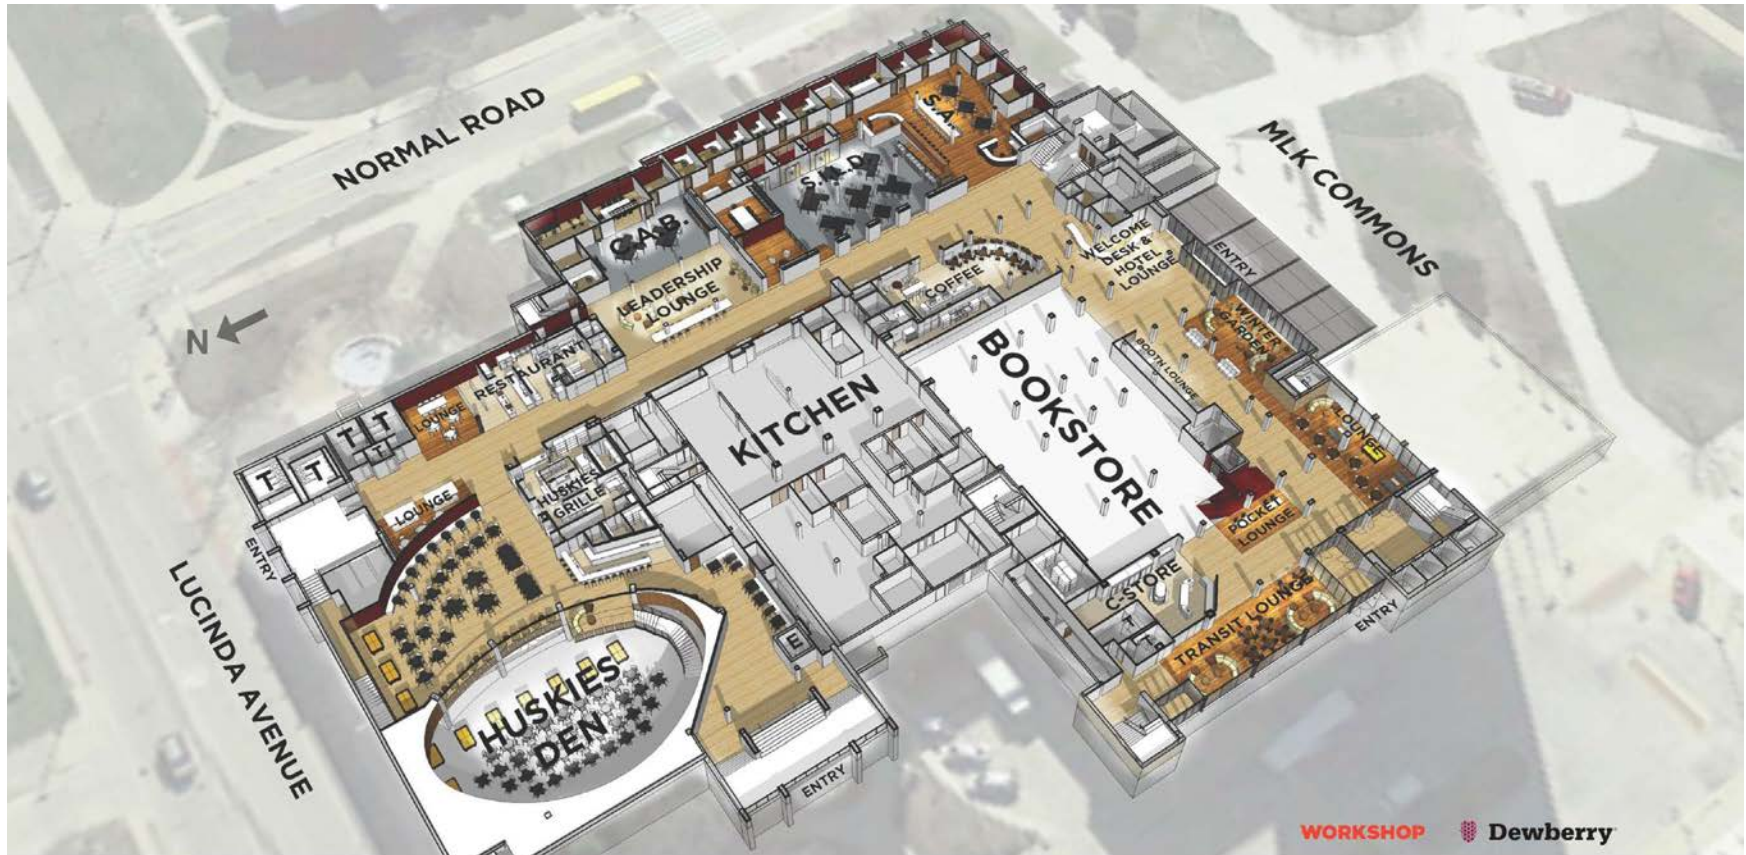 NORMAL ROAD
MLK COMMONS
.S.A.
S.I.L.D.
C.A.B.
WELCOME
DESK &
HOTEL
LOUNGE
ENTRY
LEADERSHIP
LOUNGE
COFFEE
N
WINTER
GARDEN
RESTAURANT
BOOTH LOUNGE
BOOKSTORE
LOUNGE
KITCHEN
LOUNGE
T
T
T
T
T
T
LOUNGE
HUSKIES
GRILLE
POCKET
LOUNGE
ENTRY
C-STORE
TRANSIT LOUNGE
ENTRY
T
T
E
LUCINDA AVENUE
HUSKIES
DEN
ENTRY
WORKSHOP
Dewberry